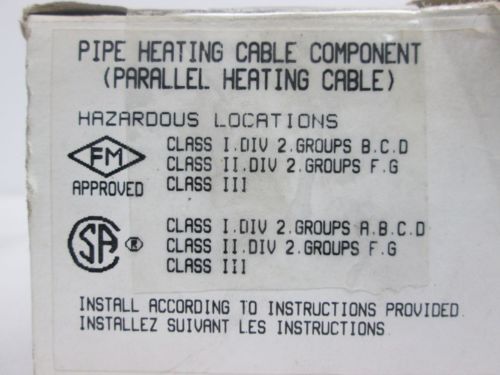 PIPE HEATING CABLE COMPONENT
(PARALLEL HEATING CABLE)
HAZARDOUS LOCATIONS
FM
APPROVED
CLASS I.DIV 2.GROUPS B.C.D
CLASS II.DIV 2.GROUPS F.G
CLASS III
SA ®
CLASS I.DIV 2.GROUPS A.B.C.D
CLASS II.DIV 2.GROUPS F.G
CLASS III
INSTALL ACCORDING TO INSTRUCTIONS PROVIDED.
INSTALLEZ SUIVANT LES INSTRUCTIONS